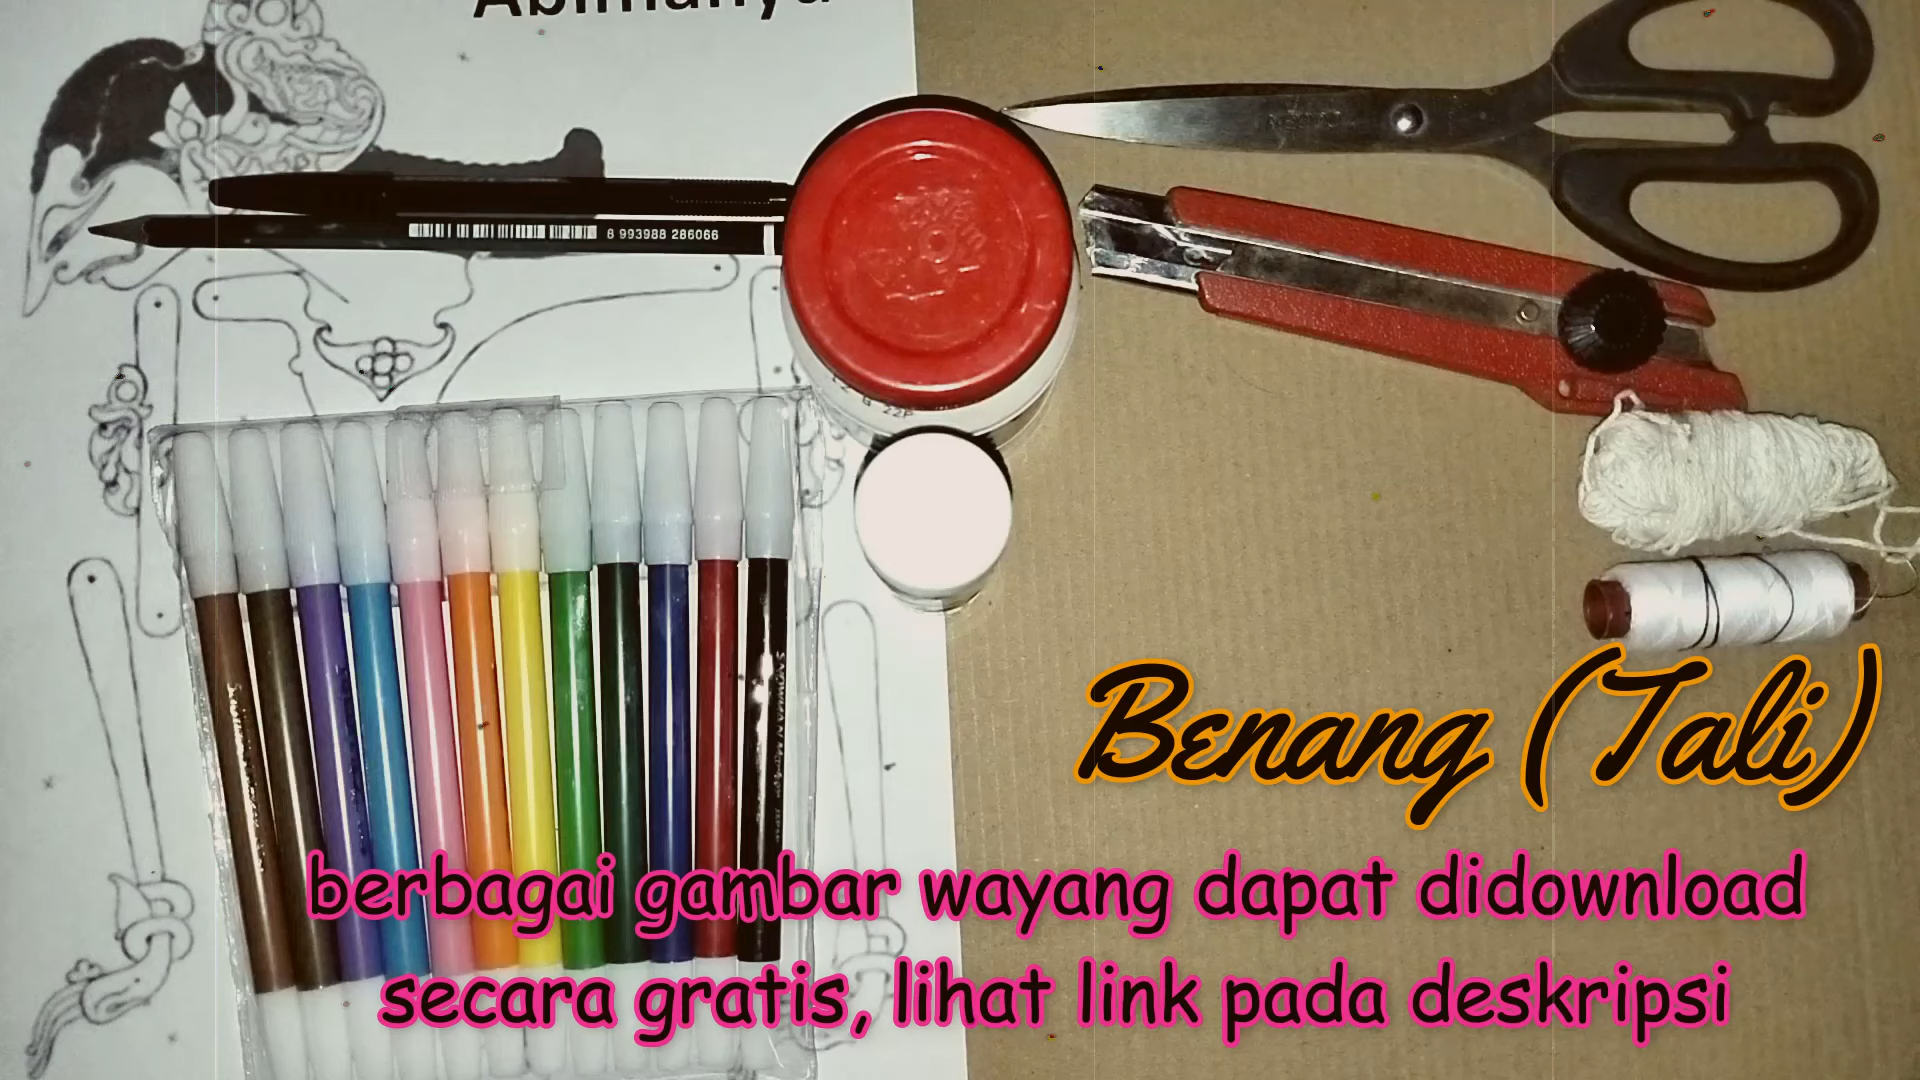 Abimanyu
8 993988 286066
Benang (Tali)
berbagai gambar wayang dapat didownload
secara gratis, lihat link pada deskripsi